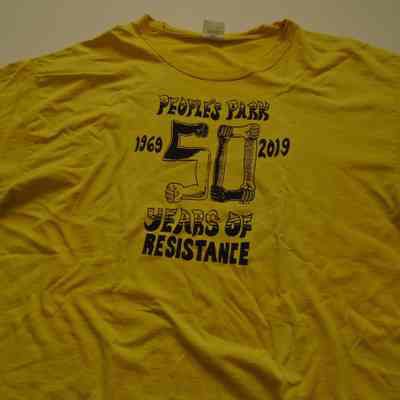 PEOPLE'S PARK
1969 50 2019
YEARS OF
RESISTANCE